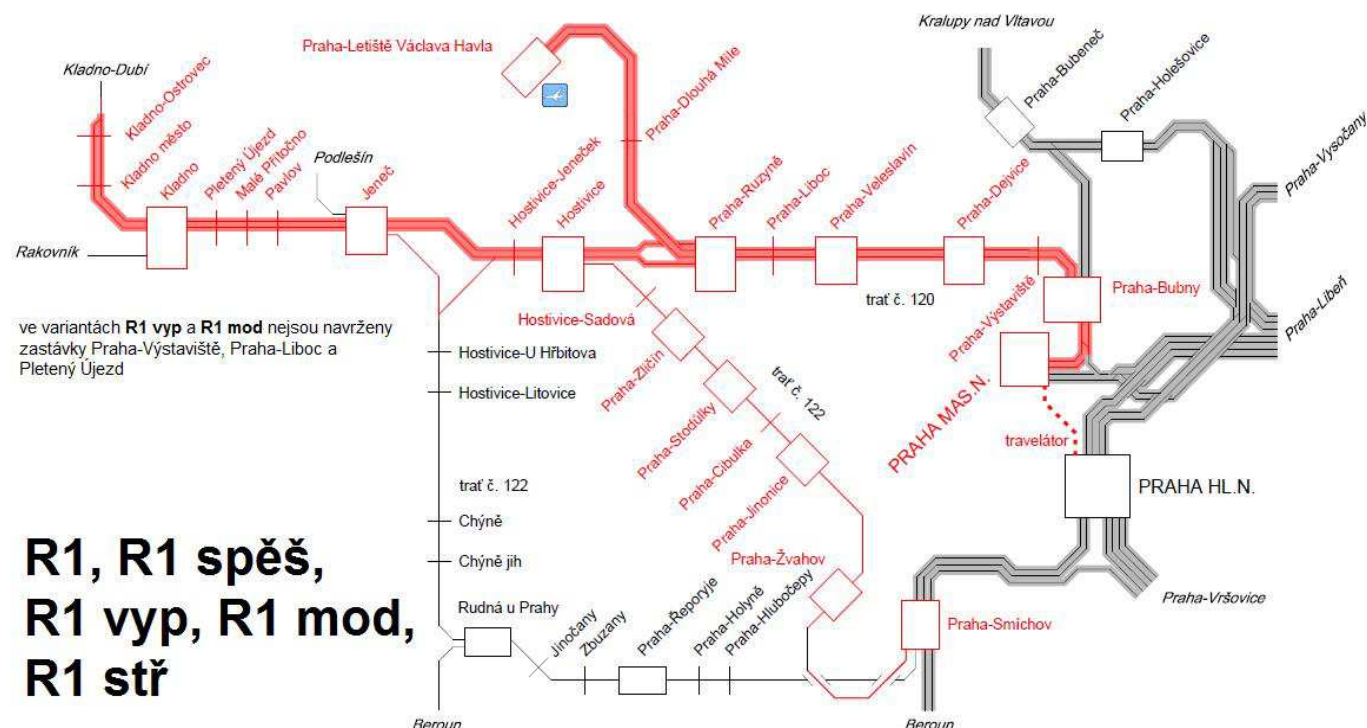 Kralupy nad Vltavou
Praha-Letiště Václava Havla
Kladno-Dubí
Praha-Bubeneč
Praha-Holešovice
Praha-Dlouhá Míle
Kladno-Ostrovec
Kladno město
Kladno
Pletený Újezd
Malé Přítočno
Pavlov
Podlešín
Jeneč
Hostivice-Jeneček
Hostivice
Praha-Ruzyně
Praha-Liboc
Praha-Veleslavín
Praha-Dejvice
Praha-Vysočany
Rakovník
trať č. 120
Praha-Výstaviště
Praha-Bubny
Praha-Libeň
ve variantách R1 vyp a R1 mod nejsou navrženy
zastávky Praha-Výstaviště, Praha-Liboc a
Pletený Újezd
Hostivice-Sadová
Hostivice-U Hřbitova
Hostivice-Litovice
Praha-Zličín
Praha-Stodůlky
trať č. 122
Praha-Cibulka
Praha-Jinonice
PRAHA MAS.N.
travelátor
PRAHA HL.N.
trať č. 122
Chýně
Chýně jih
Praha-Žvahov
Rudná u Prahy
Jinočany
Zbuzany
Praha-Řeporyje
Praha-Holyně
Praha-Hlubočepy
Praha-Smíchov
Praha-Vršovice
R1, R1 spěš,
R1 vyp, R1 mod,
R1 stř
Beroun
Beroun